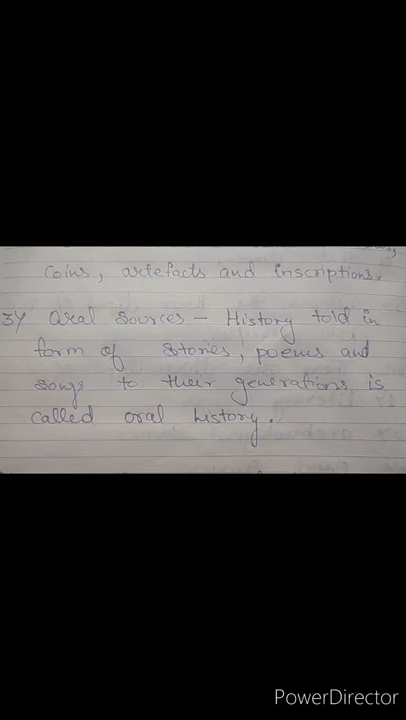 coins, artefacts and inscriptions.
3y Oral Sources - History told in
form of stories, poems and
songs to their generations is
called oral history.
PowerDirector